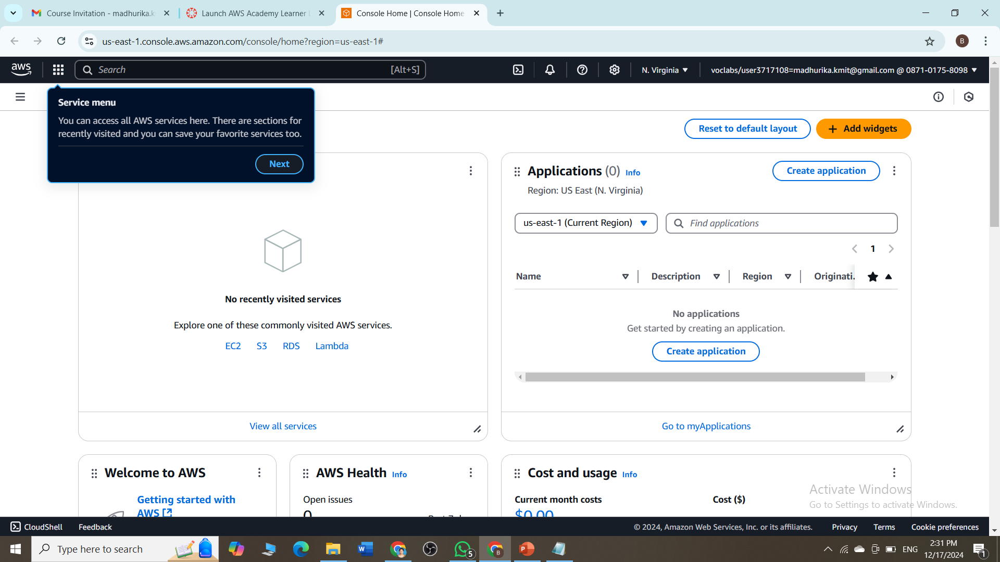 Course Invitation - madhurika.k
Launch AWS Academy Learner L
Console Home | Console Home
us-east-1.console.aws.amazon.com/console/home?region=us-east-1#
B
aws
Search
[Alt+S]
N. Virginia
voclabs/user3717108=madhurika.kmit@gmail.com @ 0871-0175-8098
Service menu
You can access all AWS services here. There are sections for
recently visited and you can save your favorite services too.
Next
Reset to default layout
+ Add widgets
Applications (0) Info
Create application
Region: US East (N. Virginia)
us-east-1 (Current Region)
Find applications
1
Name
Description
Region
Originati.
No recently visited services
Explore one of these commonly visited AWS services.
EC2
S3
RDS
Lambda
No applications
Get started by creating an application.
Create application
View all services
Go to myApplications
Welcome to AWS
Getting started with
AWS
AWS Health Info
Open issues
0
Cost and usage Info
Current month costs
$0.00
Cost ($)
Activate Windows
Go to Settings to activate Windows.
CloudShell
Feedback
© 2024, Amazon Web Services, Inc. or its affiliates.
Privacy
Terms
Cookie preferences
Type here to search
5
B
ENG
2:31 PM
12/17/2024
1